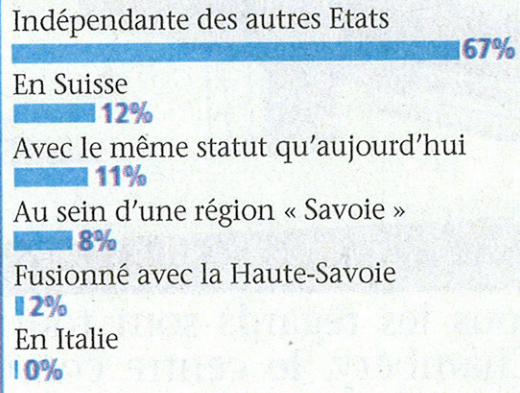 Indépendante des autres Etats
67%
En Suisse
12%
Avec le même statut qu'aujourd'hui
11%
Au sein d'une région « Savoie »
8%
Fusionné avec la Haute-Savoie
2%
En Italie
0%